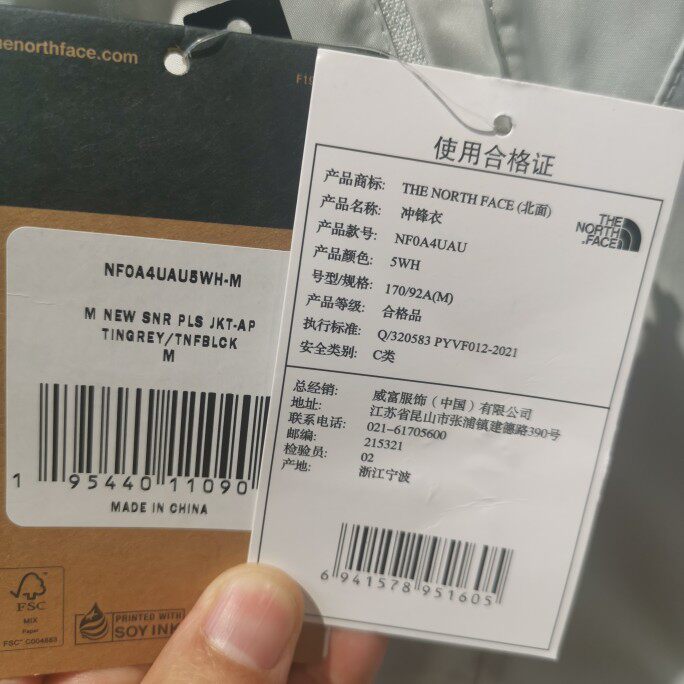 uenorthface.com
F19
NF0A4UAU5WH-M
M NEW SNR PLS JKT-AP
TINGREY/TNFBLCK
M
1 95440 11090
MADE IN CHINA
FSC
MIX
Paper
PRINTED WITH
SOY INK
使用合格证
产品商标: THE NORTH FACE (北面)
产品名称: 冲锋衣
产品款号: NF0A4UAU
产品颜色: 5WH
号型/规格: 170/92A(M)
产品等级: 合格品
执行标准: Q/320583 PYVF012-2021
安全类别: C类
THE
NORTH
FACE
总经销: 威富服饰（中国）有限公司
地址: 江苏省昆山市张浦镇建德路390号
联系电话: 021-61705600
邮编: 215321
检验员: 02
产地: 浙江宁波
6 941578 951605